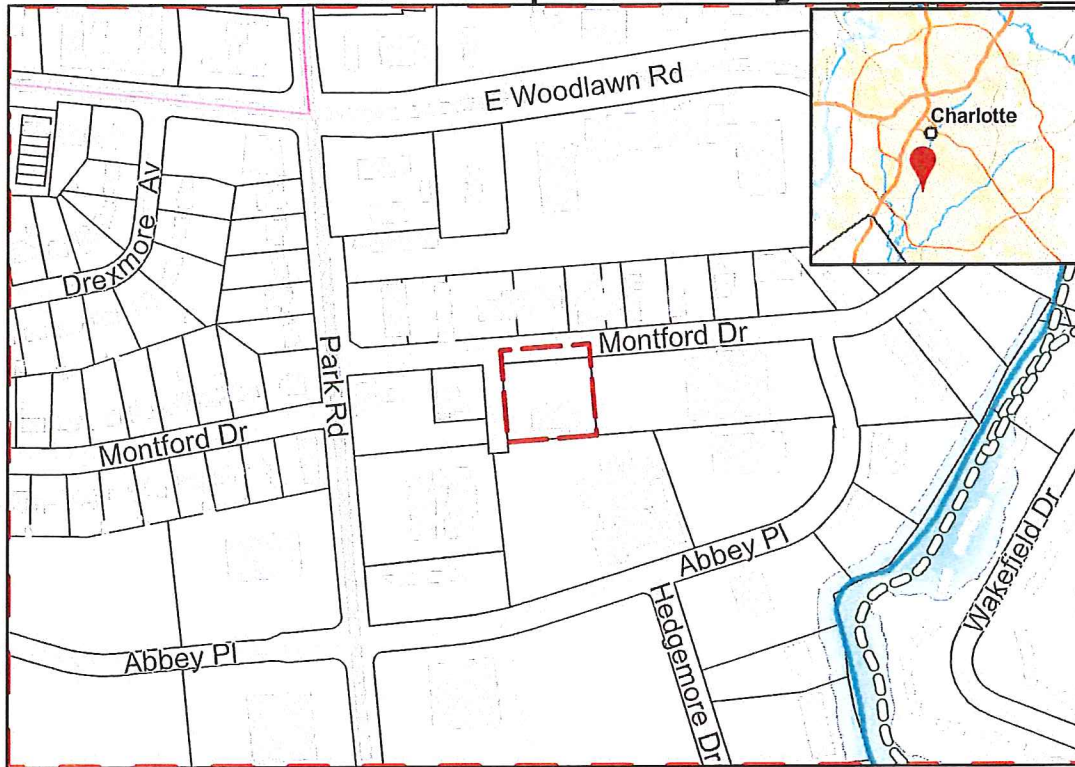 E Woodlawn Rd
Charlotte
Drexmore Av
Montford Dr
Park Rd
Montford Dr
Abbey Pl
Wakefield Dr
Hedgemore Dr
Abbey Pl